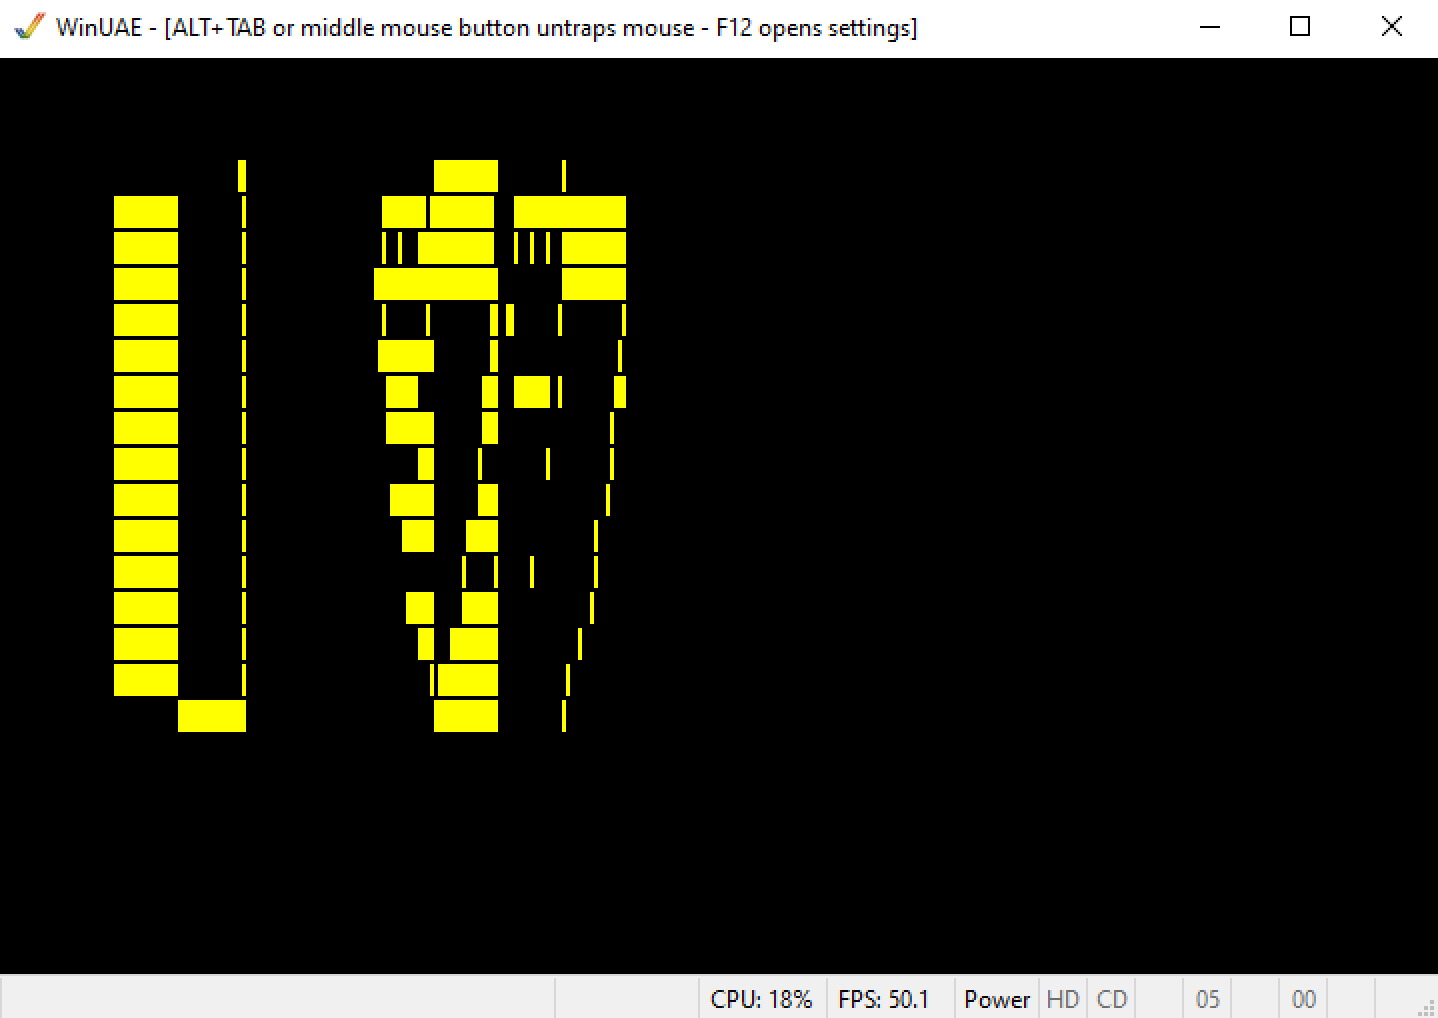 WinUAE - [ALT+TAB or middle mouse button untraps mouse - F12 opens settings]
CPU: 18% FPS: 50.1 Power HD CD 05 00